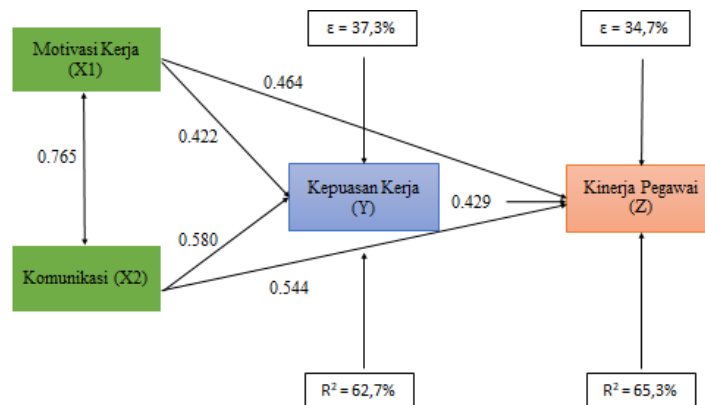 ε = 37,3%
ε = 34,7%
Motivasi Kerja
(X1)
0.464
0.422
0.765
Kepuasan Kerja
(Y)
0.429
Kinerja Pegawai
(Z)
0.580
Komunikasi (X2)
0.544
R² = 62,7%
R² = 65,3%